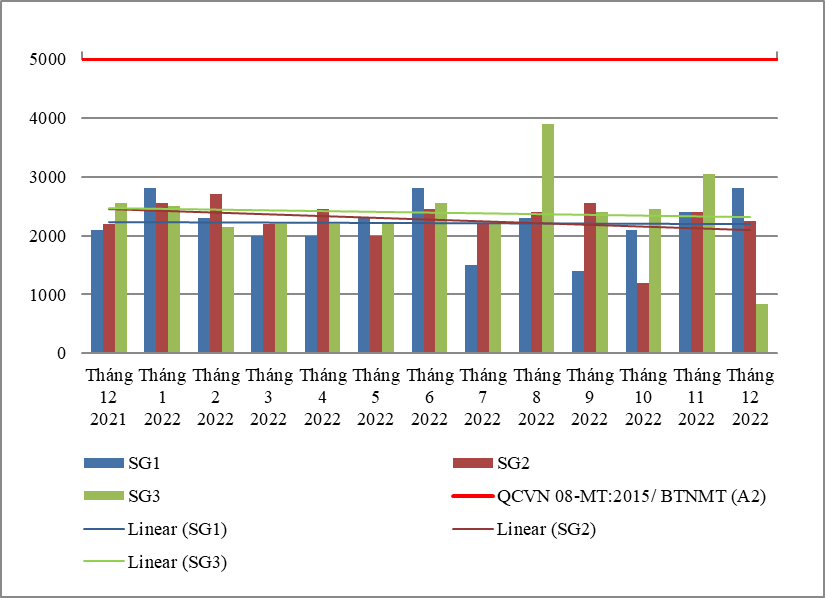 5000
4000
3000
2000
1000
0
Tháng 12 2021
Tháng 1 2022
Tháng 2 2022
Tháng 3 2022
Tháng 4 2022
Tháng 5 2022
Tháng 6 2022
Tháng 7 2022
Tháng 8 2022
Tháng 9 2022
Tháng 10 2022
Tháng 11 2022
Tháng 12 2022
SG1
SG2
SG3
QCVN 08-MT:2015/ BTNMT (A2)
Linear (SG1)
Linear (SG2)
Linear (SG3)